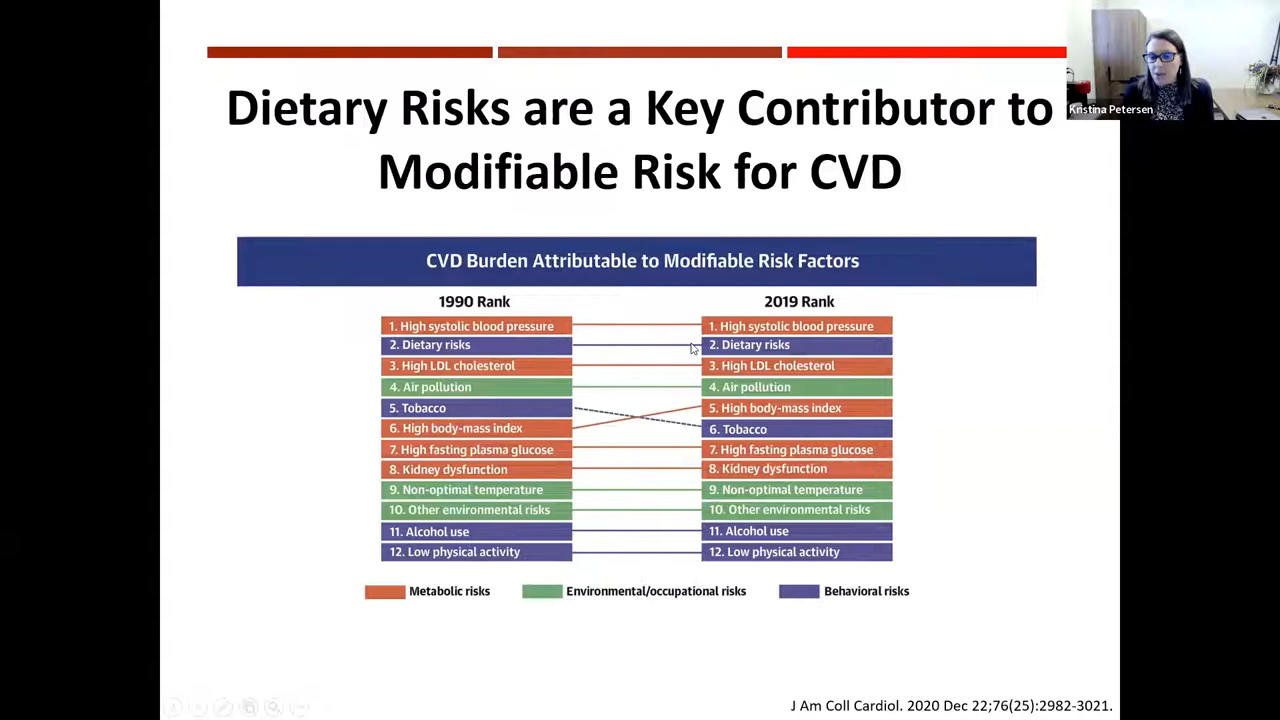 Dietary Risks are a Key Contributor to
Modifiable Risk for CVD
Kristina Petersen
CVD Burden Attributable to Modifiable Risk Factors
1990 Rank
2019 Rank
1. High systolic blood pressure
1. High systolic blood pressure
2. Dietary risks
2. Dietary risks
3. High LDL cholesterol
3. High LDL cholesterol
4. Air pollution
4. Air pollution
5. Tobacco
5. High body-mass index
6. High body-mass index
6. Tobacco
7. High fasting plasma glucose
7. High fasting plasma glucose
8. Kidney dysfunction
8. Kidney dysfunction
9. Non-optimal temperature
9. Non-optimal temperature
10. Other environmental risks
10. Other environmental risks
11. Alcohol use
11. Alcohol use
12. Low physical activity
12. Low physical activity
Metabolic risks
Environmental/occupational risks
Behavioral risks
J Am Coll Cardiol. 2020 Dec 22;76(25):2982-3021.